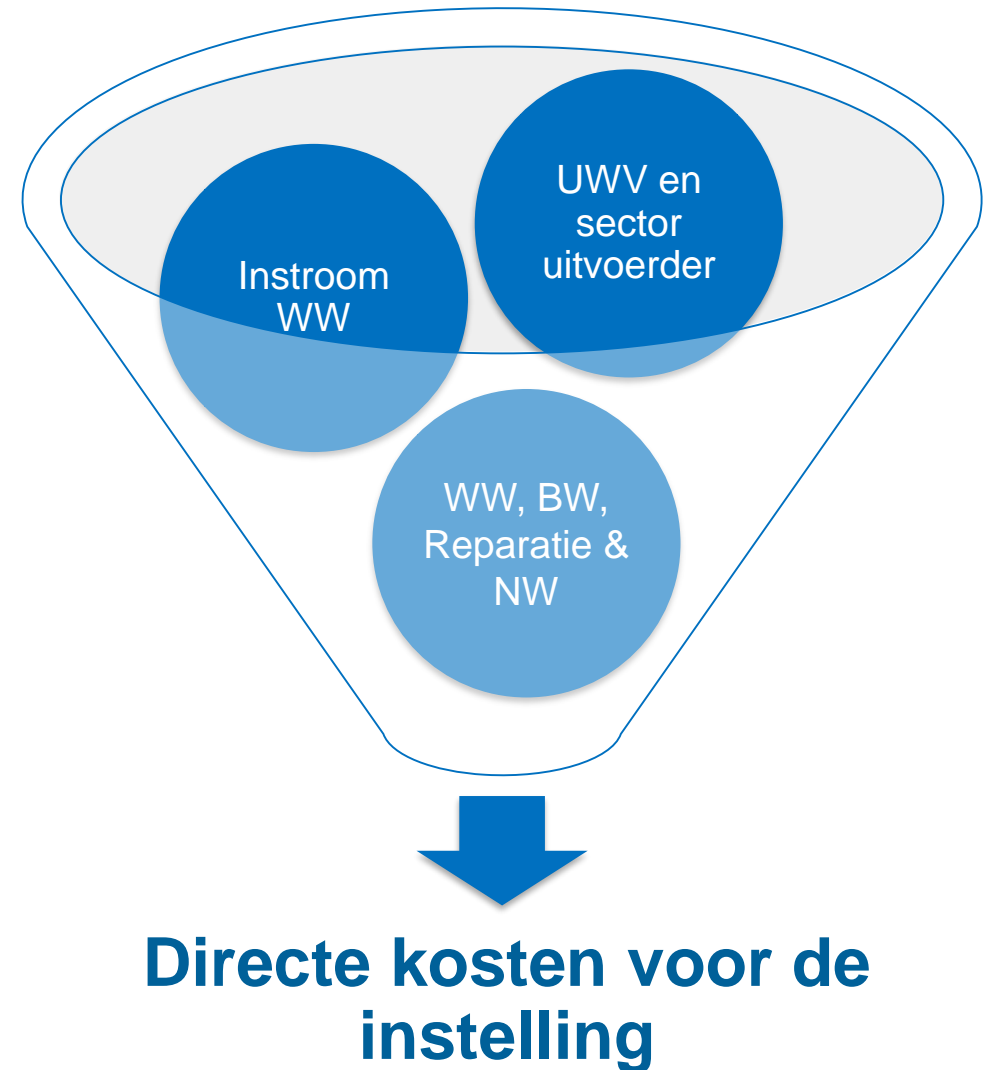 UWV en
sector
uitvoerder
Instroom
WW
WW, BW,
Reparatie &
NW
Directe kosten voor de
instelling